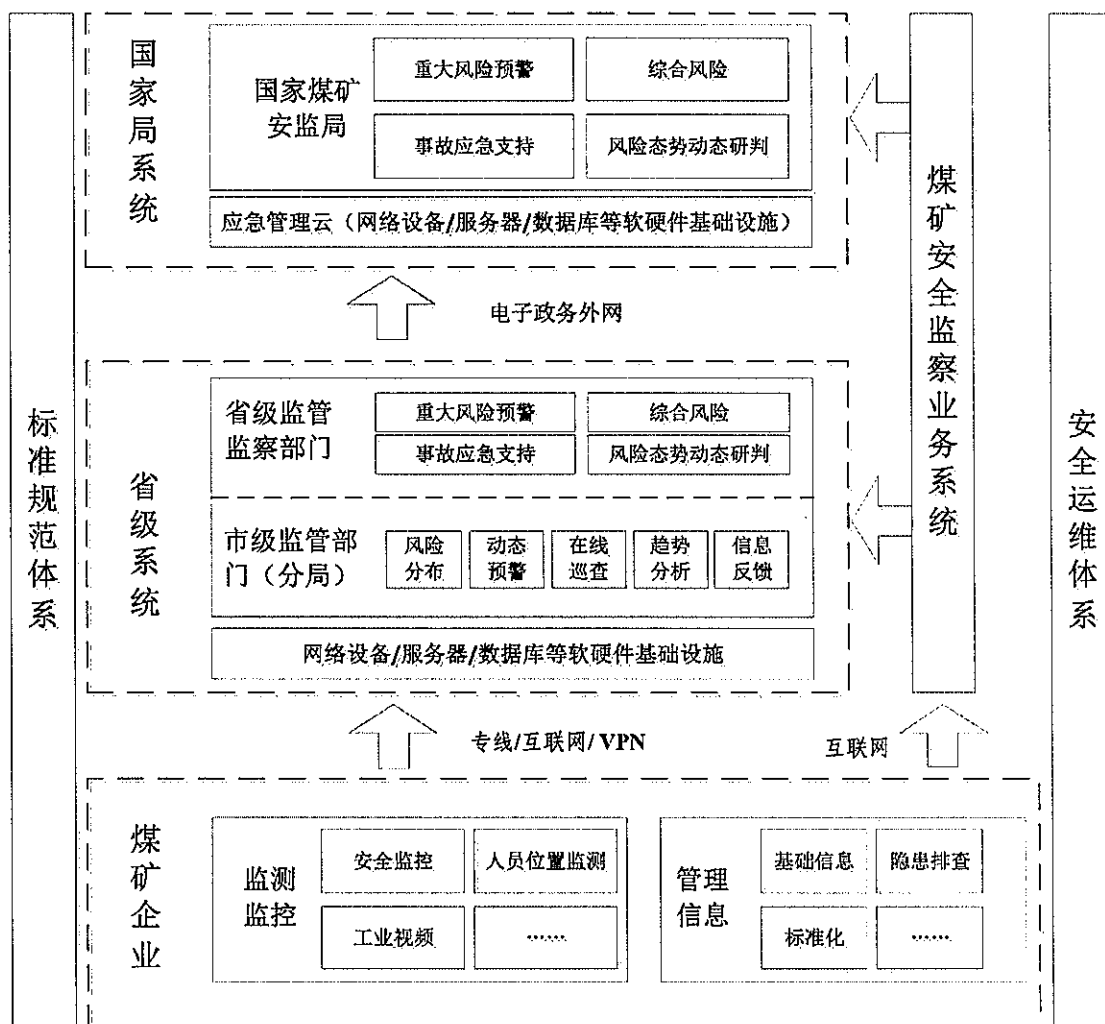 标准规范体系
国家局系统
国家煤矿
安监局
重大风险预警
综合风险
事故应急支持
风险态势动态研判
应急管理云（网络设备/服务器/数据库等软硬件基础设施）
电子政务外网
省级系统
省级监管
监察部门
重大风险预警
综合风险
事故应急支持
风险态势动态研判
市级监管部
门（分局）
风险
分布
动态
预警
在线
巡查
趋势
分析
信息
反馈
网络设备/服务器/数据库等软硬件基础设施
专线/互联网/VPN
互联网
煤矿安全监察业务系统
安全运维体系
煤矿企业
监测
监控
安全监控
人员位置监测
工业视频
……
管理
信息
基础信息
隐患排查
标准化
……